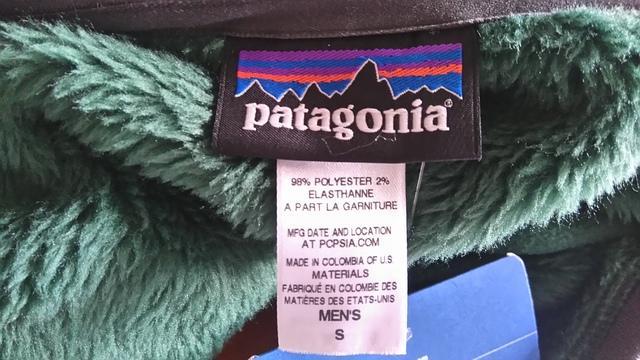 patagonia®
98% POLYESTER 2%
ELASTHANNE
A PART LA GARNITURE
MFG DATE AND LOCATION
AT PCPSIA.COM
MADE IN COLOMBIA OF U.S.
MATERIALS
FABRIQUÉ EN COLOMBIE DES
MATIÈRES DES ETATS-UNIS
MEN'S
S